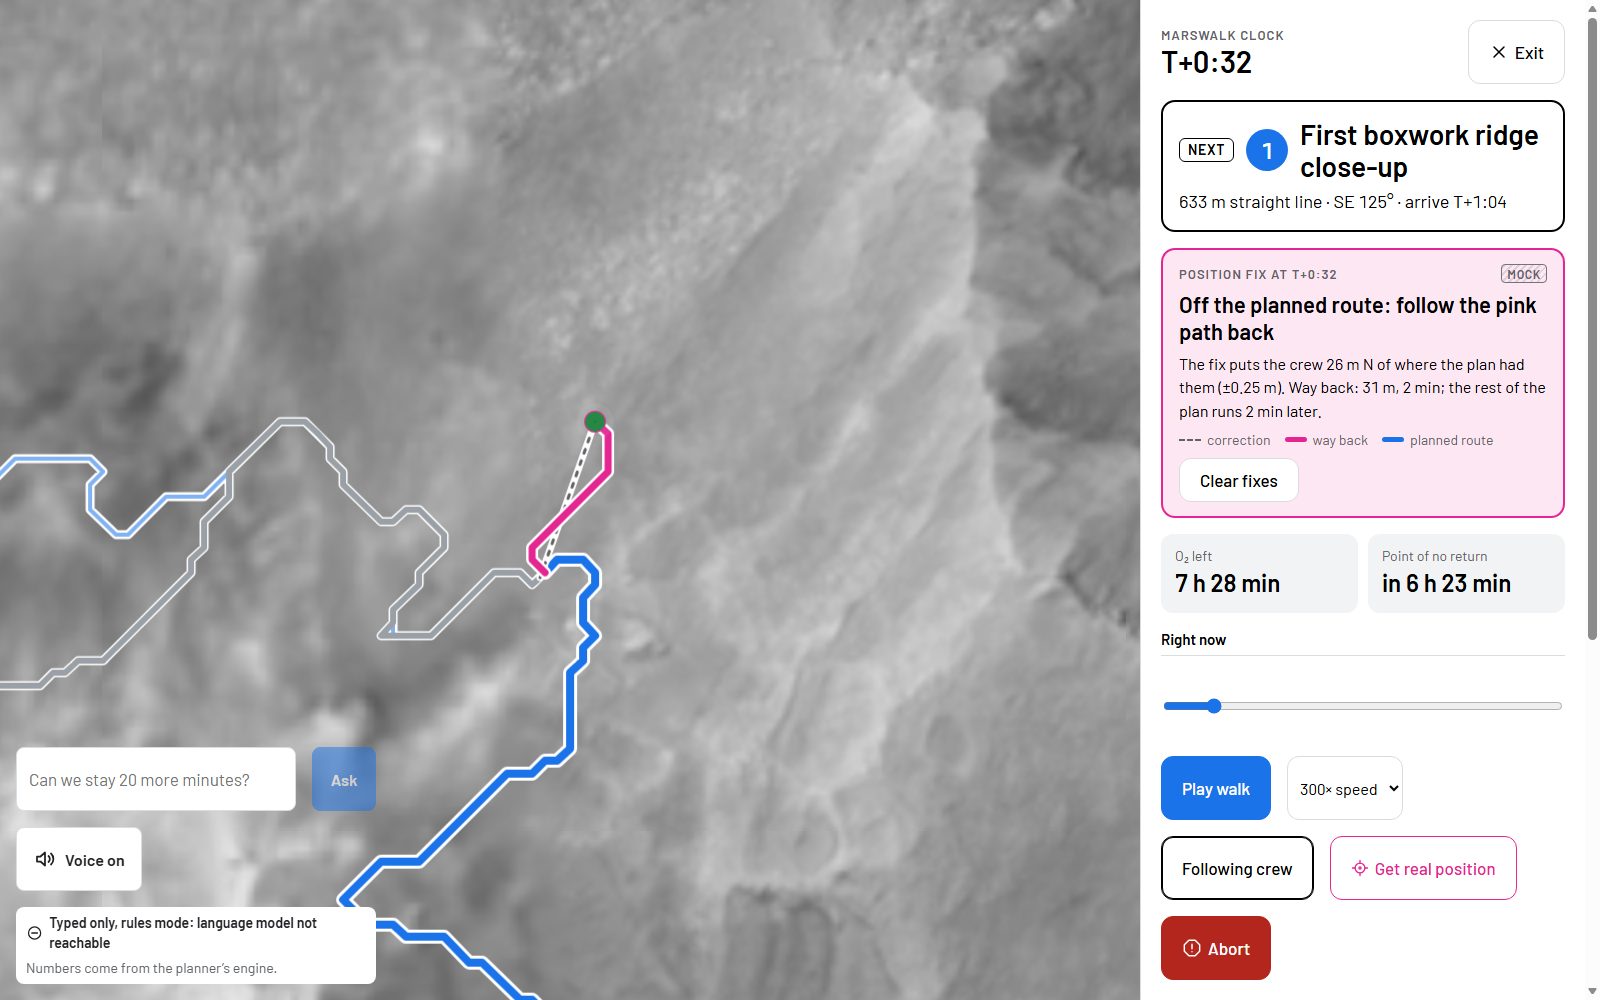 MARSWALK CLOCK
T+0:32
Exit
NEXT
1
First boxwork ridge
close-up
633 m straight line · SE 125° · arrive T+1:04
POSITION FIX AT T+0:32
MOCK
Off the planned route: follow the pink
path back
The fix puts the crew 26 m N of where the plan had
them (±0.25 m). Way back: 31 m, 2 min; the rest of the
plan runs 2 min later.
correction
way back
planned route
Clear fixes
O₂ left
7 h 28 min
Point of no return
in 6 h 23 min
Right now
Play walk
300× speed
Following crew
Get real position
Abort
Can we stay 20 more minutes?
Ask
Voice on
Typed only, rules mode: language model not
reachable
Numbers come from the planner’s engine.